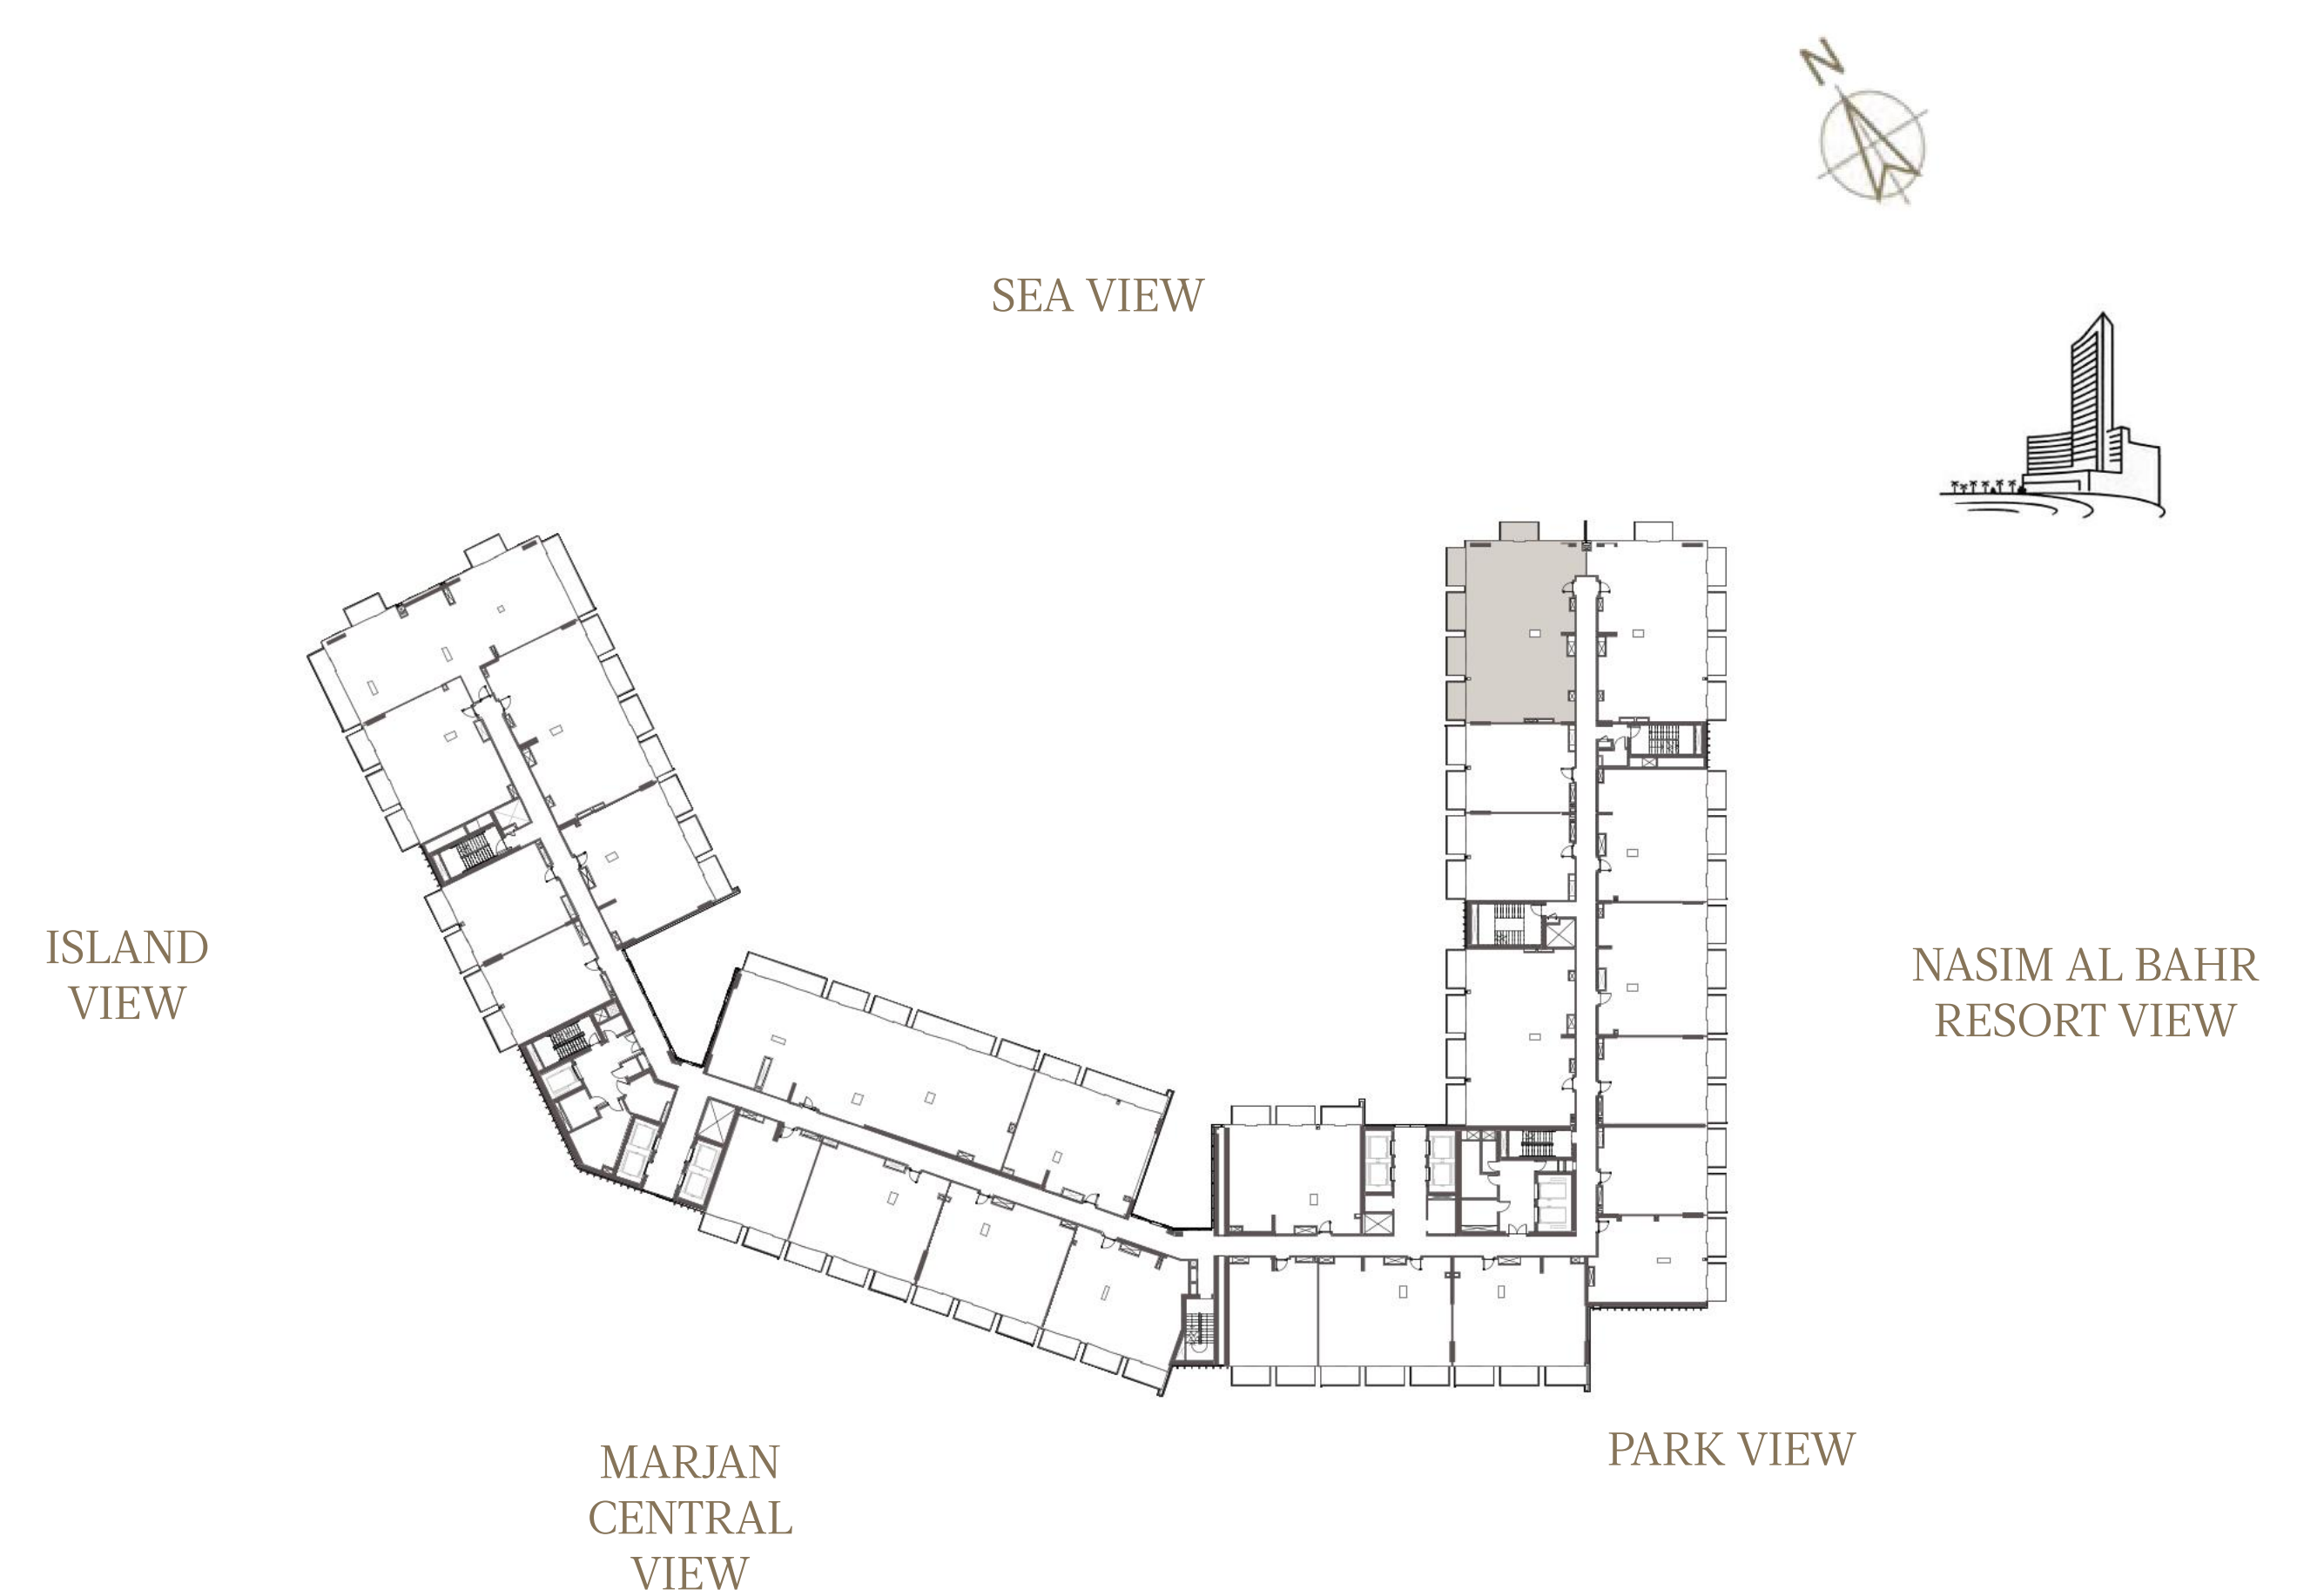 N
SEA VIEW
ISLAND
VIEW
NASIM AL BAHR
RESORT VIEW
PARK VIEW
MARJAN
CENTRAL
VIEW